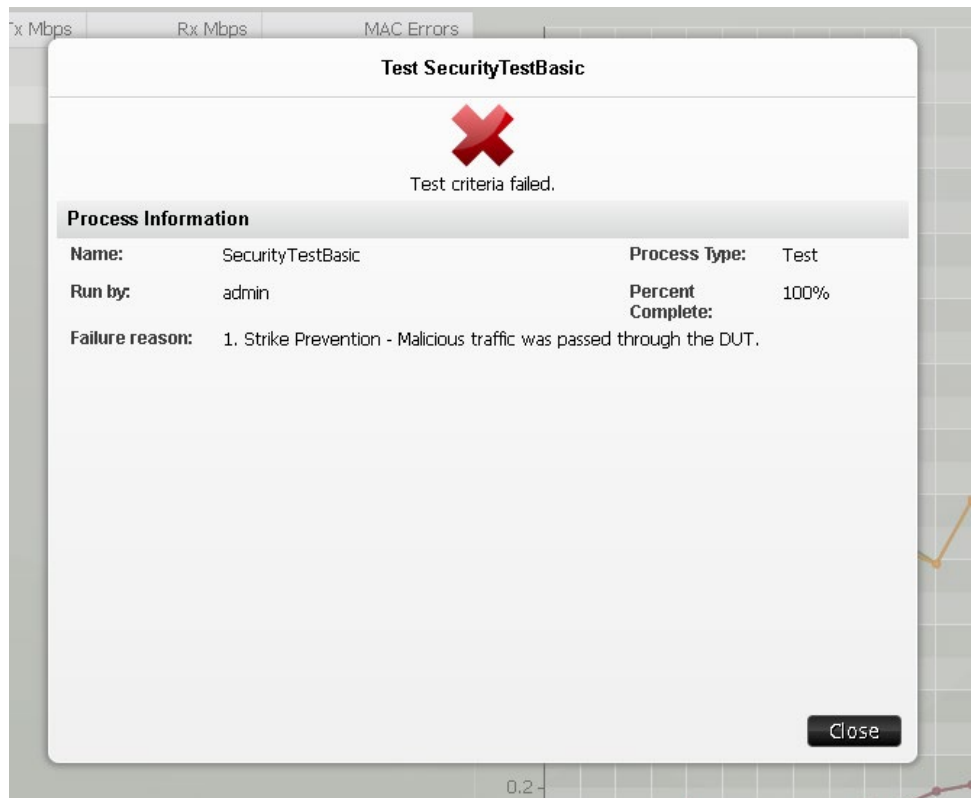 Tx Mbps Rx Mbps MAC Errors
Test SecurityTestBasic
Test criteria failed.
Process Information
Name: SecurityTestBasic Process Type: Test
Run by: admin Percent Complete: 100%
Failure reason: 1. Strike Prevention - Malicious traffic was passed through the DUT.
Close
0.2